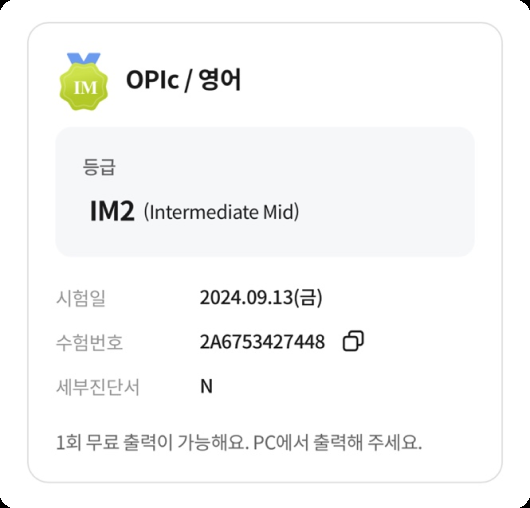 IM
OPIc / 영어
등급
IM2 (Intermediate Mid)
시험일 2024.09.13(금)
수험번호 2A6753427448
세부진단서 N
1회 무료 출력이 가능해요. PC에서 출력해 주세요.